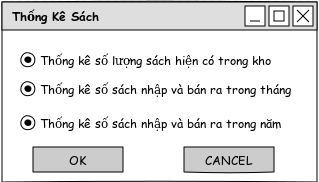 Thống Kê Sách
Thống kê số lượng sách hiện có trong kho
Thống kê số sách nhập và bán ra trong tháng
Thống kê số sách nhập và bán ra trong năm
OK
CANCEL